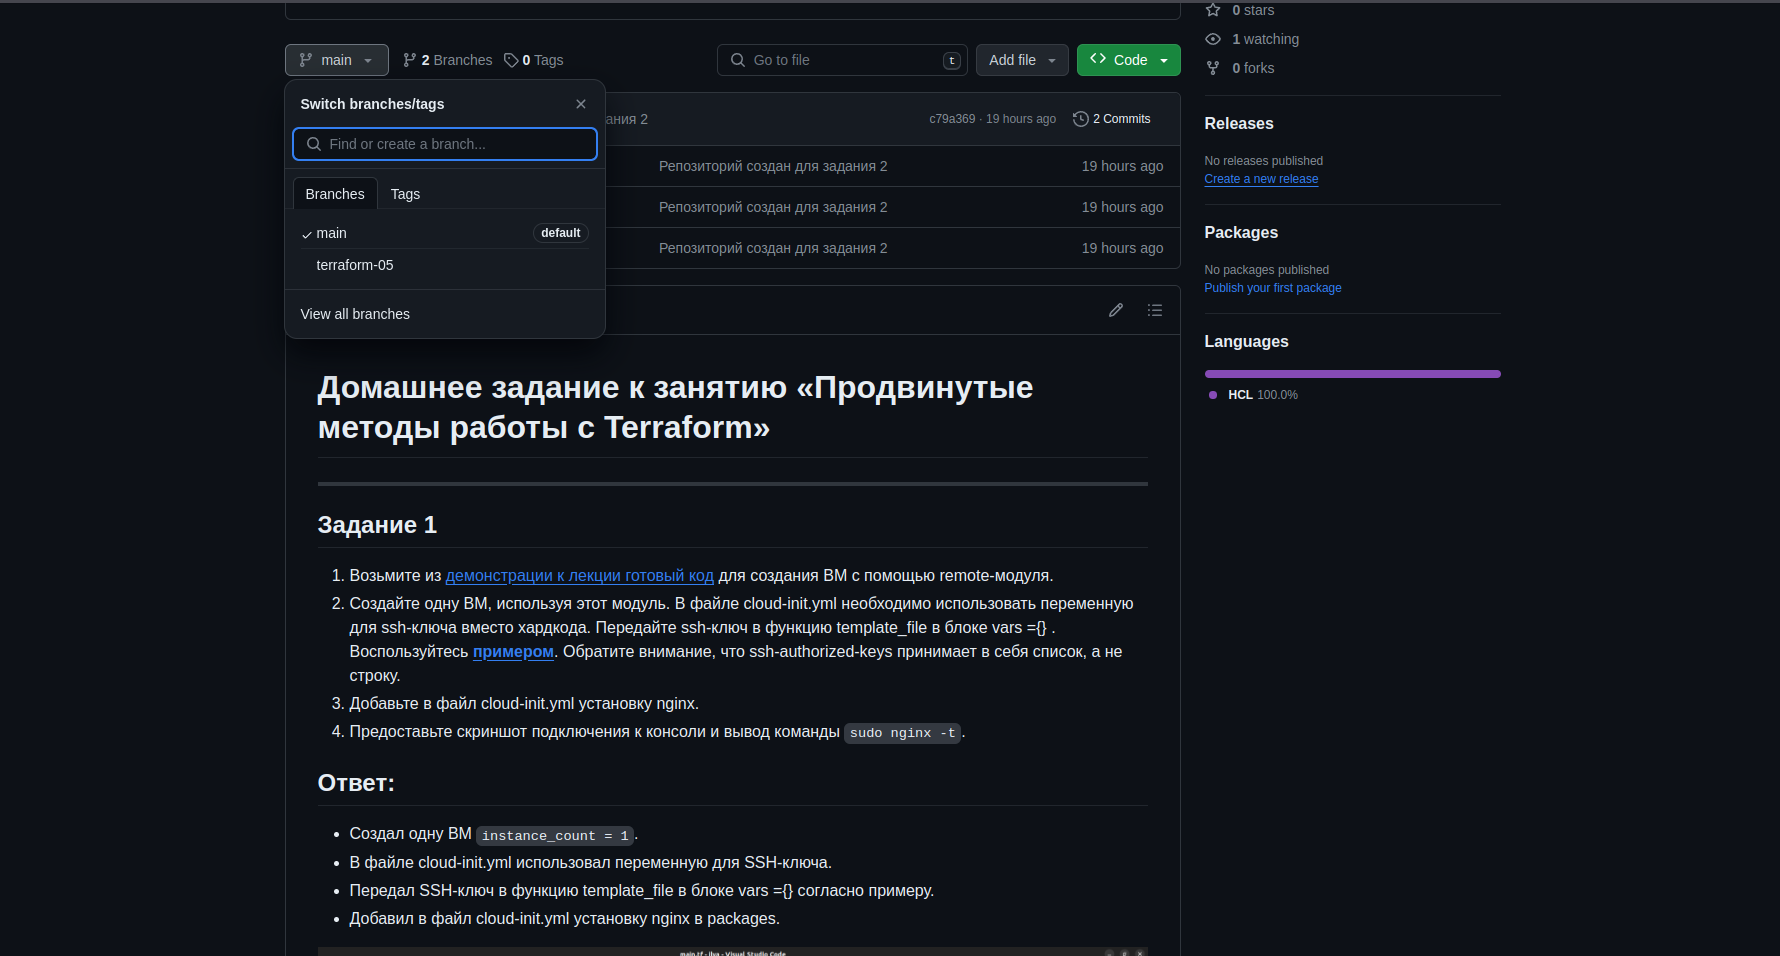 0 stars
1 watching
0 forks
main
2 Branches
0 Tags
Go to file
t
Add file
Code
Switch branches/tags
Find or create a branch...
Branches
Tags
main
default
terraform-05
View all branches
ания 2
c79a369 · 19 hours ago
2 Commits
Репозиторий создан для задания 2
19 hours ago
Репозиторий создан для задания 2
19 hours ago
Репозиторий создан для задания 2
19 hours ago
Releases
No releases published
Create a new release
Packages
No packages published
Publish your first package
Languages
HCL 100.0%
Домашнее задание к занятию «Продвинутые
методы работы с Terraform»
Задание 1
1. Возьмите из демонстрации к лекции готовый код для создания ВМ с помощью remote-модуля.
2. Создайте одну ВМ, используя этот модуль. В файле cloud-init.yml необходимо использовать переменную
для ssh-ключа вместо хардкода. Передайте ssh-ключ в функцию template_file в блоке vars ={} .
Воспользуйтесь примером. Обратите внимание, что ssh-authorized-keys принимает в себя список, а не
строку.
3. Добавьте в файл cloud-init.yml установку nginx.
4. Предоставьте скриншот подключения к консоли и вывод команды sudo nginx -t.
Ответ:
Создал одну ВМ instance_count = 1.
В файле cloud-init.yml использовал переменную для SSH-ключа.
Передал SSH-ключ в функцию template_file в блоке vars ={} согласно примеру.
Добавил в файл cloud-init.yml установку nginx в packages.
main.tf - ilya - Visual Studio Code